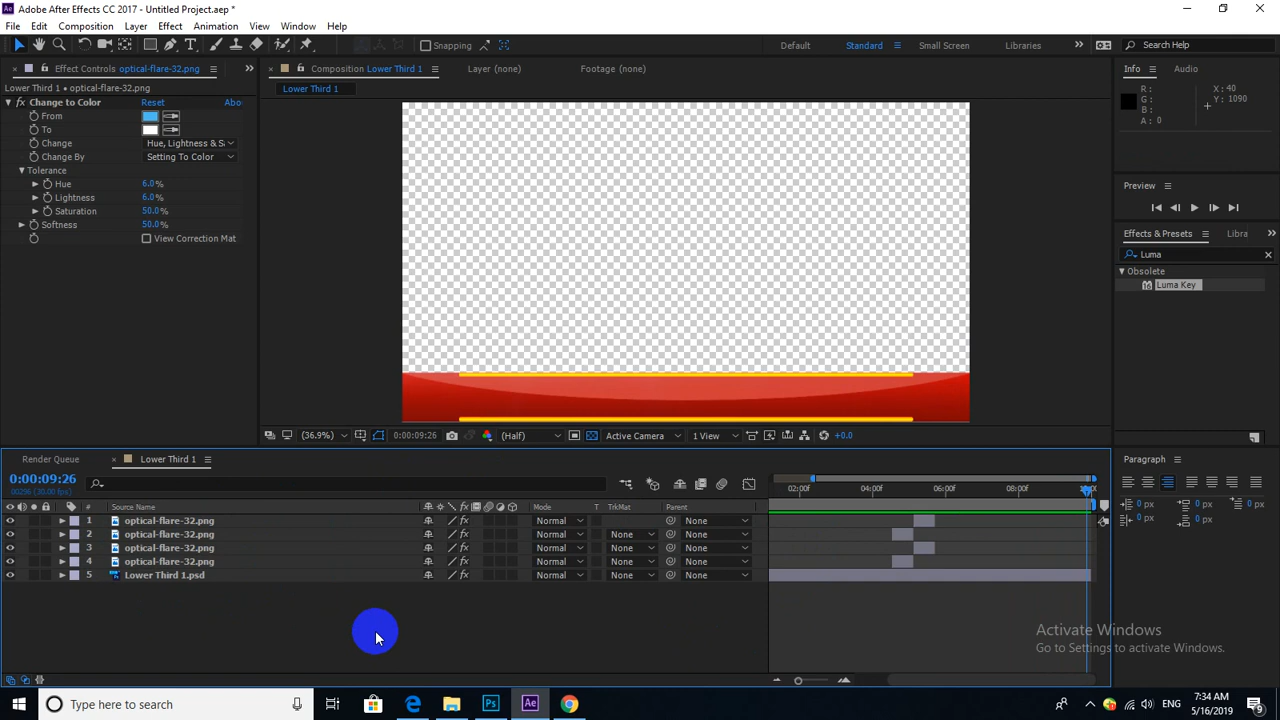 Adobe After Effects CC 2017 - Untitled Project.aep *
File Edit Composition Layer Effect Animation View Window Help
Snapping Default Standard Small Screen Libraries Search Help
Effect Controls optical-flare-32.png Composition Lower Third 1 Layer (none) Footage (none) Info Audio
Lower Third 1 • optical-flare-32.png Lower Third 1
Change to Color Reset Abo
From
To
Change Hue, Lightness & S
Change By Setting To Color
Tolerance
Hue 6.0%
Lightness 6.0%
Saturation 50.0%
Softness 50.0%
View Correction Mat
R: X: 40
G: Y: 1090
B:
A: 0
Preview
Effects & Presets Libra
Luma
Obsolete
Luma Key
(36.9%) 0:00:09:26 (Half) Active Camera 1 View +0.0
Render Queue Lower Third 1 Paragraph
0:00:09:26
00296 (30.00 fps)
02:00f 04:00f 06:00f 08:00f
# Source Name Mode T TrkMat Parent
1 optical-flare-32.png Normal None
2 optical-flare-32.png Normal None None
3 optical-flare-32.png Normal None None
4 optical-flare-32.png Normal None None
5 Lower Third 1.psd Normal None None
0 px 0 px
0 px 0 px
0 px
Activate Windows
Go to Settings to activate Windows.
Type here to search
7:34 AM
5/16/2019